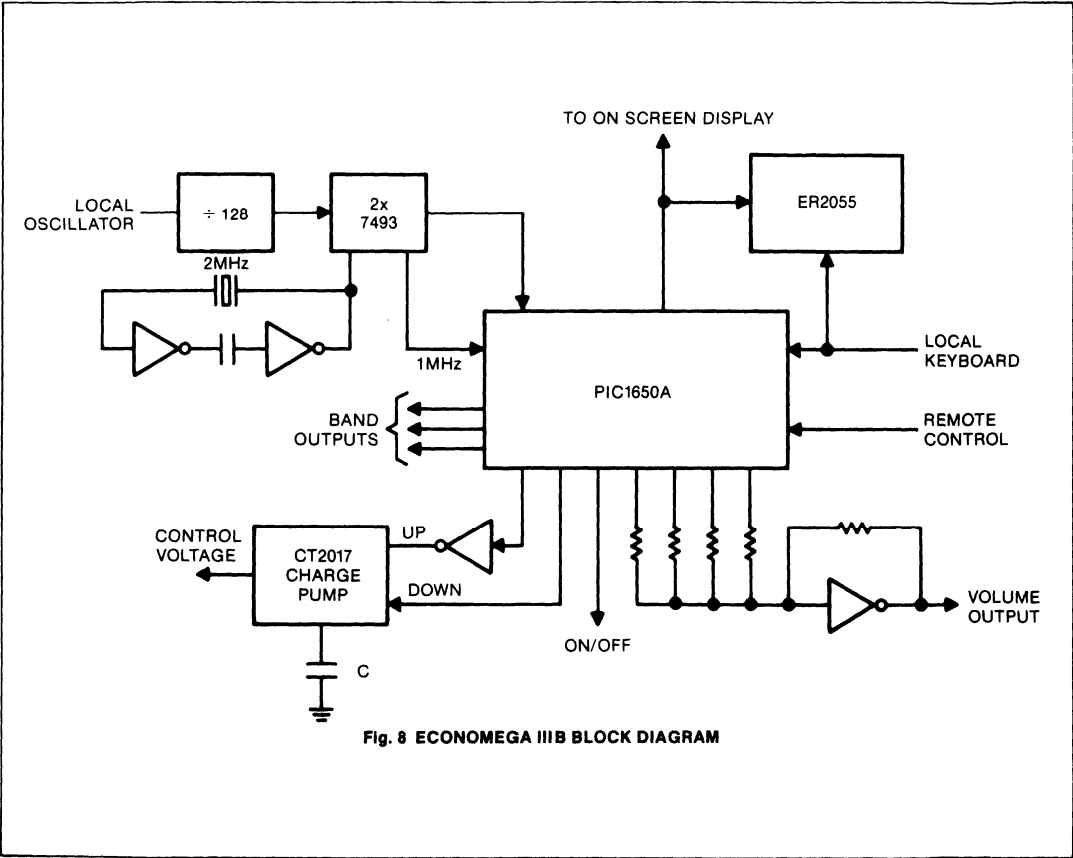 TO ON SCREEN DISPLAY
LOCAL
OSCILLATOR
÷ 128
2x
7493
ER2055
2MHz
1MHz
LOCAL
KEYBOARD
PIC1650A
BAND
OUTPUTS
REMOTE
CONTROL
CONTROL
VOLTAGE
UP
CT2017
CHARGE
PUMP
DOWN
VOLUME
OUTPUT
ON/OFF
C
Fig. 8 ECONOMEGA IIIB BLOCK DIAGRAM